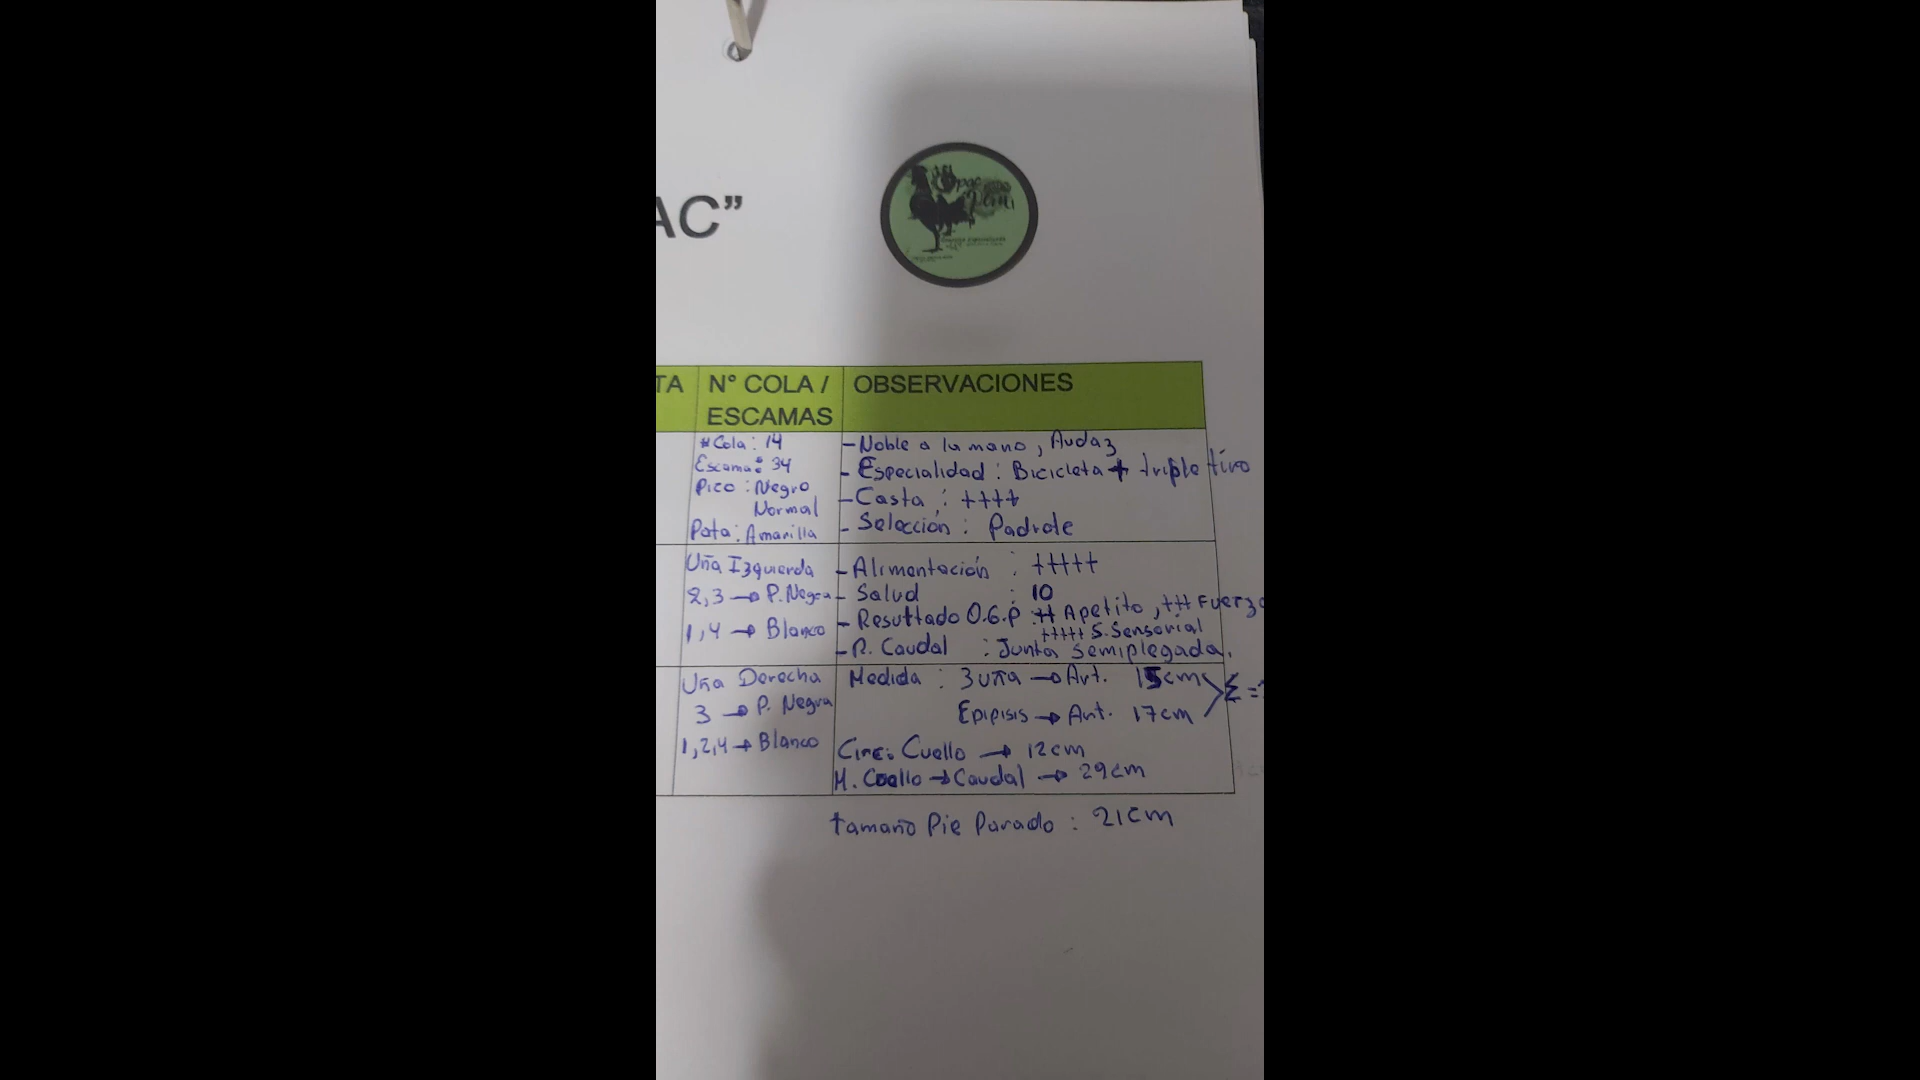 AC”
TA
N° COLA /
ESCAMAS
OBSERVACIONES
# Cola: 14
Escama: 34
Pico: Negro
Normal
Pata: Amarilla
- Noble a la mano, Audaz
- Especialidad: Bicicleta + triple tiro
- Casta: ++++
- Selección: Padrote
Uña Izquierda
2,3 → P. Negra
1,4 → Blanco
- Alimentación: +++++
- Salud: 10
- Resultado O.G.P: ++ Apetito, +++ Fuerza
+++++ S. Sensorial
- R. Caudal: Junta semiplegada.
Uña Derecha
3 → P. Negra
1,2,4 → Blanco
Medida: 3 uña → Art. 15cm
Epipisis → Ant. 17cm
Σ =
Circ. Cuello → 12cm
M. Cuello → Caudal → 29cm
tamaño Pie Parado: 21cm